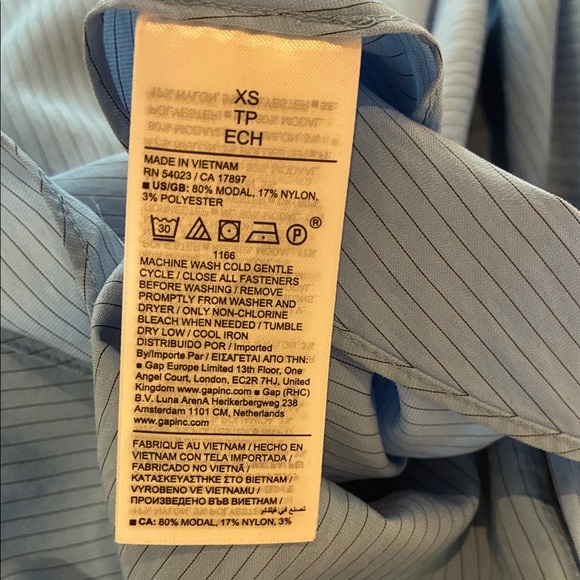 XS
TP
ECH
MADE IN VIETNAM
RN 54023 / CA 17897
■ US/GB: 80% MODAL, 17% NYLON,
3% POLYESTER
30 P ®
1166
MACHINE WASH COLD GENTLE
CYCLE / CLOSE ALL FASTENERS
BEFORE WASHING / REMOVE
PROMPTLY FROM WASHER AND
DRYER / ONLY NON-CHLORINE
BLEACH WHEN NEEDED / TUMBLE
DRY LOW / COOL IRON
DISTRIBUIDO POR / Imported
By/Importe Par / ΕΙΣΑΓΕΤΑΙ ΑΠΟ ΤΗΝ:
■ Gap Europe Limited 13th Floor, One
Angel Court, London, EC2R 7HJ, United
Kingdom www.gapinc.com ■ Gap (RHC)
B.V. Luna ArenA Herikerbergweg 238
Amsterdam 1101 CM, Netherlands
www.gapinc.com
FABRIQUE AU VIETNAM / HECHO EN
VIETNAM CON TELA IMPORTADA /
FABRICADO NO VIETNÃ /
ΚΑΤΑΣΚΕΥΑΣΤΗΚΕ ΣΤΟ ΒΙΕΤΝΑΜ /
VYROBENO VE VIETNAMU /
ПРОИЗВЕДЕНО ВЪВ ВИЕТНАМ /
تصنع في فيتنام
■ CA: 80% MODAL, 17% NYLON, 3%